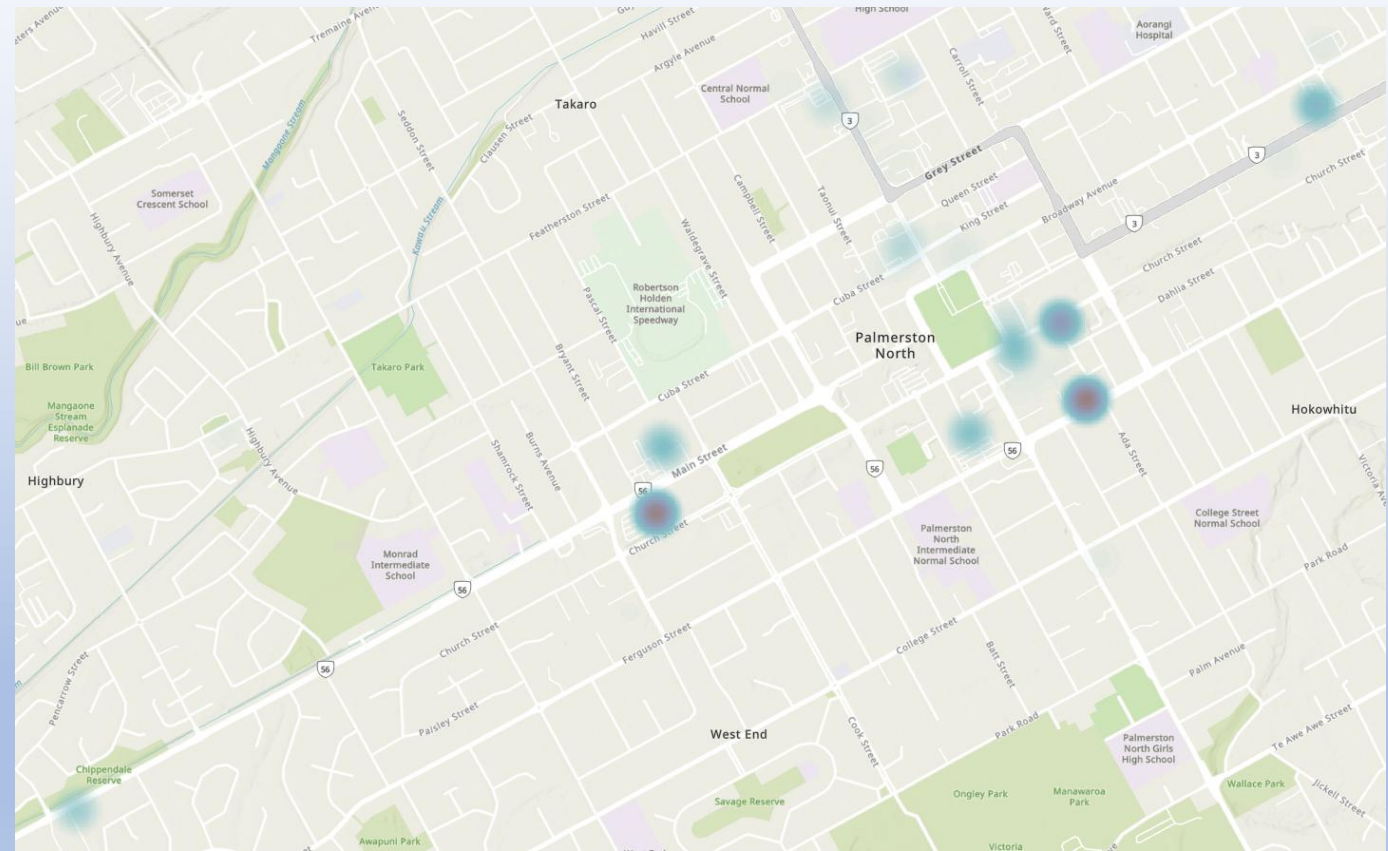 Tremaine Avenue
Havill Street
High School
Ward Street
Aorangi
Hospital
Argyle Avenue
Central Normal
School
Carroll Street
Takaro
Mangaone Stream
Seddon Street
Clausen Street
3
Grey Street
3
Church Street
Somerset
Crescent School
Kawau Stream
Featherston Street
Campbell Street
Taonui Street
Queen Street
King Street
Broadway Avenue
3
Highbury Avenue
Waldegrave Street
Church Street
Robertson
Holden
International
Speedway
Pascal Street
Cuba Street
Dahlia Street
Palmerston
North
Bill Brown Park
Takaro Park
Bryant Street
Cuba Street
Mangaone
Stream
Esplanade
Reserve
Hokowhitu
Highbury Avenue
Shamrock Street
Burns Avenue
Main Street
56
56
56
Ada Street
Highbury
Church Street
College Street
Normal School
Palmerston
North
Intermediate
Normal School
Monrad
Intermediate
School
56
Park Road
Church Street
Ferguson Street
College Street
Batt Street
56
Pencarrow Street
Palm Avenue
Paisley Street
West End
Cook Street
Park Road
Te Awe Awe Street
Palmerston
North Girls
High School
Chippendale
Reserve
Savage Reserve
Ongley Park
Manawaroa
Park
Wallace Park
Jickell Street
Awapuni Park
Victoria